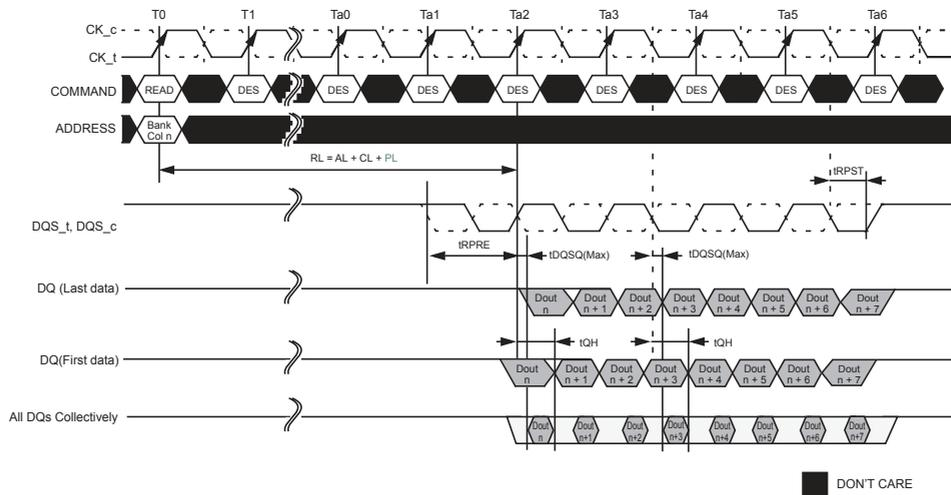 T0 T1 Ta0 Ta1 Ta2 Ta3 Ta4 Ta5 Ta6
CK_c
CK_t
COMMAND READ DES DES DES DES DES DES DES DES
ADDRESS Bank
Col n
RL = AL + CL + PL
tRPST
DQS_t, DQS_c
tRPRE tDQSQ(Max) tDQSQ(Max)
DQ (Last data)
Dout Dout Dout Dout Dout Dout Dout Dout
n n + 1 n + 2 n + 3 n + 4 n + 5 n + 6 n + 7
tQH tQH
DQ(First data)
Dout Dout Dout Dout Dout Dout Dout Dout
n n + 1 n + 2 n + 3 n + 4 n + 5 n + 6 n + 7
All DQs Collectively
Dout Dout Dout Dout Dout Dout Dout Dout
n n+1 n+2 n+3 n+4 n+5 n+6 n+7
DON'T CARE